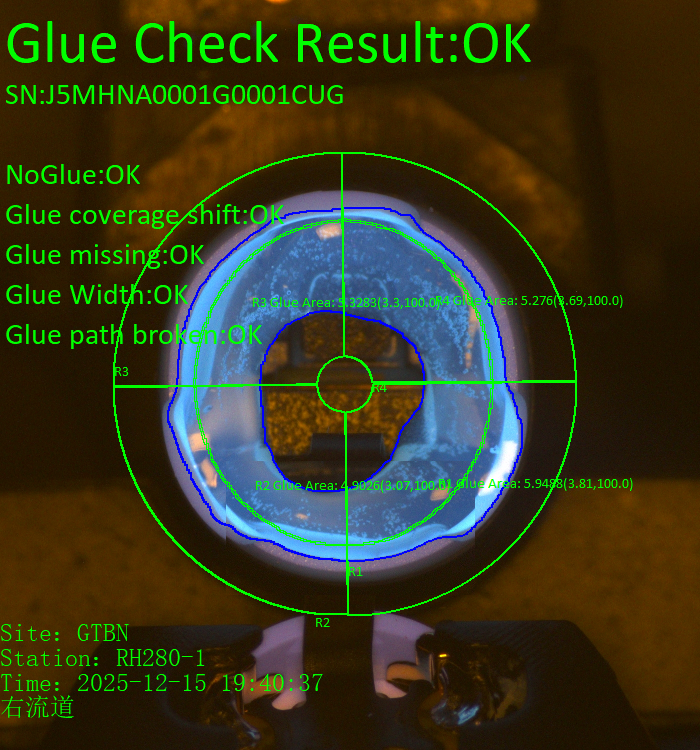 Glue Check Result:OK
SN:J5MHNA0001G0001CUG
NoGlue:OK
Glue coverage shift:OK
Glue missing:OK
Glue Width:OK
R3 Glue Area: 5.3283(3.3,100.0)
R4 Glue Area: 5.276(3.69,100.0)
Glue path broken:OK
R3
R4
R2 Glue Area: 4.9026(3.07,100.0)
R1 Glue Area: 5.9488(3.81,100.0)
R1
R2
Site: GTBN
Station: RH280-1
Time: 2025-12-15 19:40:37
右流道